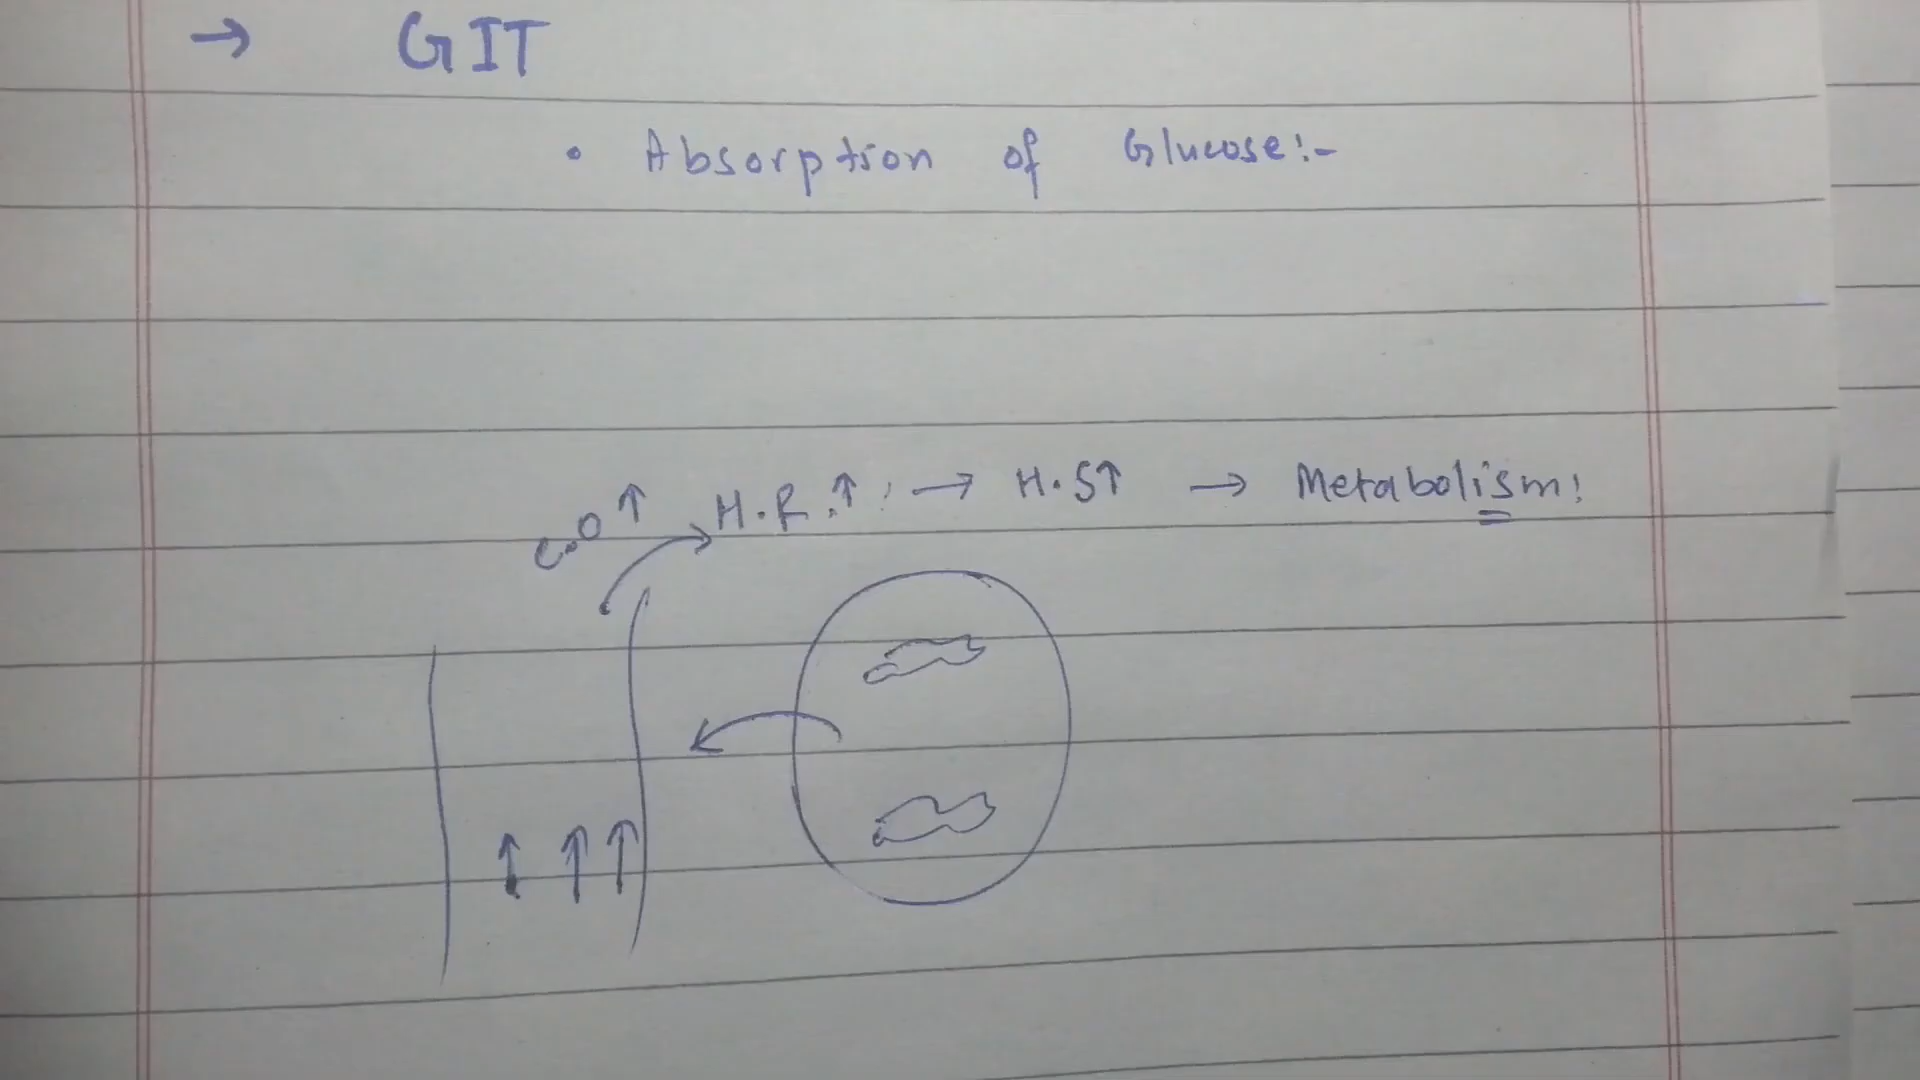 → GIT
• Absorption of Glucose:-
C.O↑ H.R.↑ → H.S↑ → Metabolism!
↑ ↑ ↑